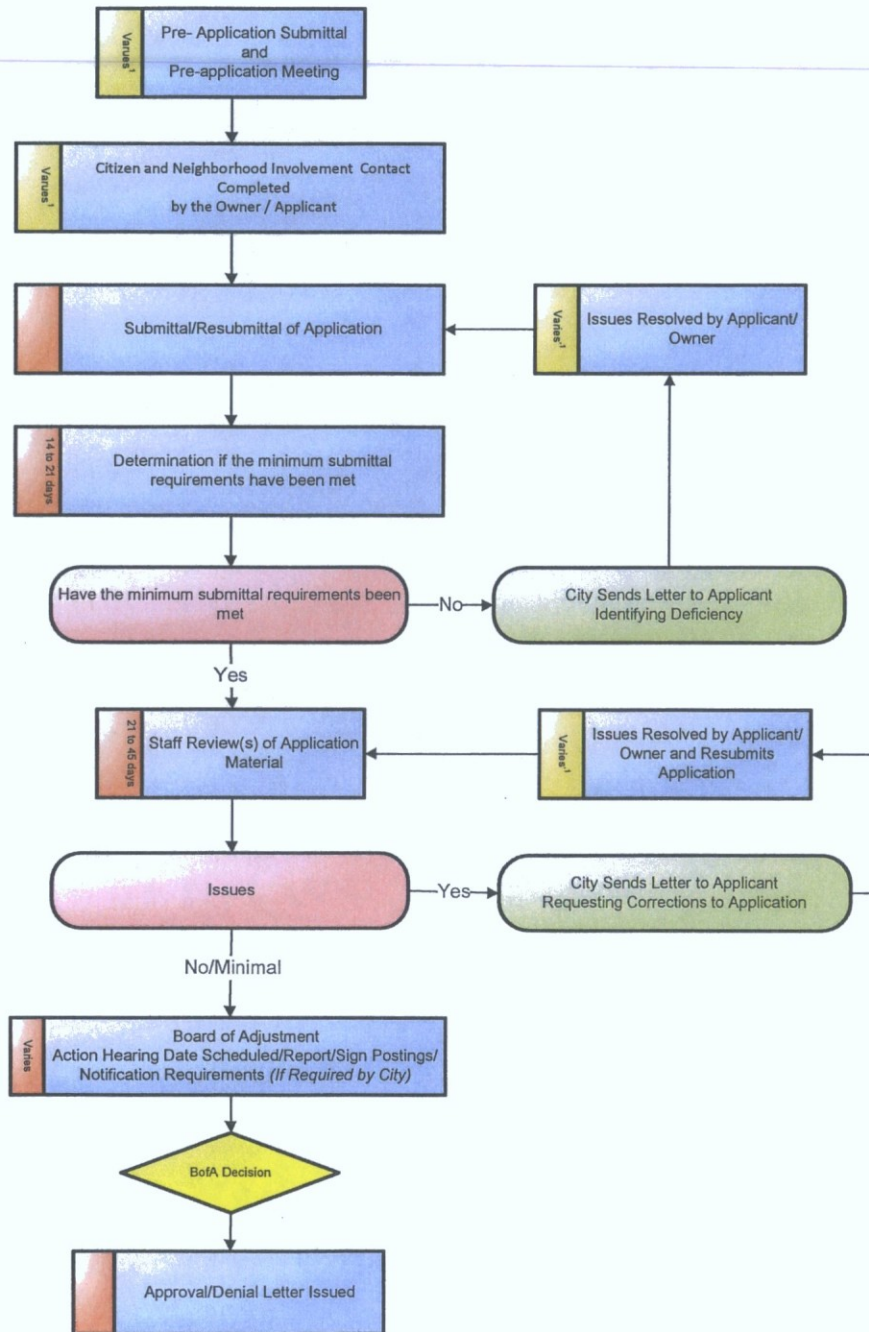 Varues¹
Pre- Application Submittal
and
Pre-application Meeting
Varues¹
Citizen and Neighborhood Involvement Contact
Completed
by the Owner / Applicant
Submittal/Resubmittal of Application
Varies¹
Issues Resolved by Applicant/
Owner
14 to 21 days
Determination if the minimum submittal
requirements have been met
Have the minimum submittal requirements been
met
No
City Sends Letter to Applicant
Identifying Deficiency
Yes
21 to 45 days
Staff Review(s) of Application
Material
Varies¹
Issues Resolved by Applicant/
Owner and Resubmits
Application
Issues
Yes
City Sends Letter to Applicant
Requesting Corrections to Application
No/Minimal
Varies
Board of Adjustment
Action Hearing Date Scheduled/Report/Sign Postings/
Notification Requirements (If Required by City)
BofA Decision
Approval/Denial Letter Issued